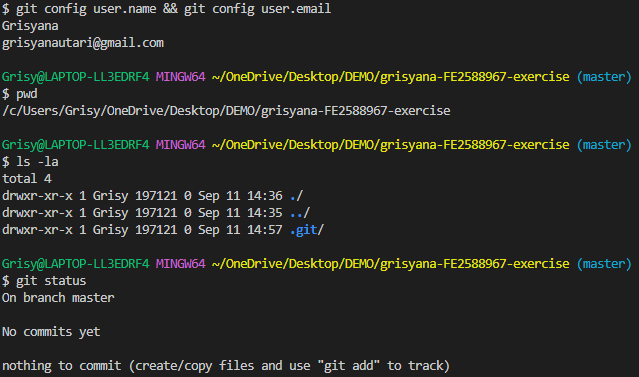 $ git config user.name && git config user.email
Grisyana
grisyanautari@gmail.com
Grisy@LAPTOP-LL3EDRF4 MINGW64 ~/OneDrive/Desktop/DEMO/grisyana-FE2588967-exercise (master)
$ pwd
/c/Users/Grisy/OneDrive/Desktop/DEMO/grisyana-FE2588967-exercise
Grisy@LAPTOP-LL3EDRF4 MINGW64 ~/OneDrive/Desktop/DEMO/grisyana-FE2588967-exercise (master)
$ ls -la
total 4
drwxr-xr-x 1 Grisy 197121 0 Sep 11 14:36 ./
drwxr-xr-x 1 Grisy 197121 0 Sep 11 14:35 ../
drwxr-xr-x 1 Grisy 197121 0 Sep 11 14:57 .git/
Grisy@LAPTOP-LL3EDRF4 MINGW64 ~/OneDrive/Desktop/DEMO/grisyana-FE2588967-exercise (master)
$ git status
On branch master
No commits yet
nothing to commit (create/copy files and use "git add" to track)